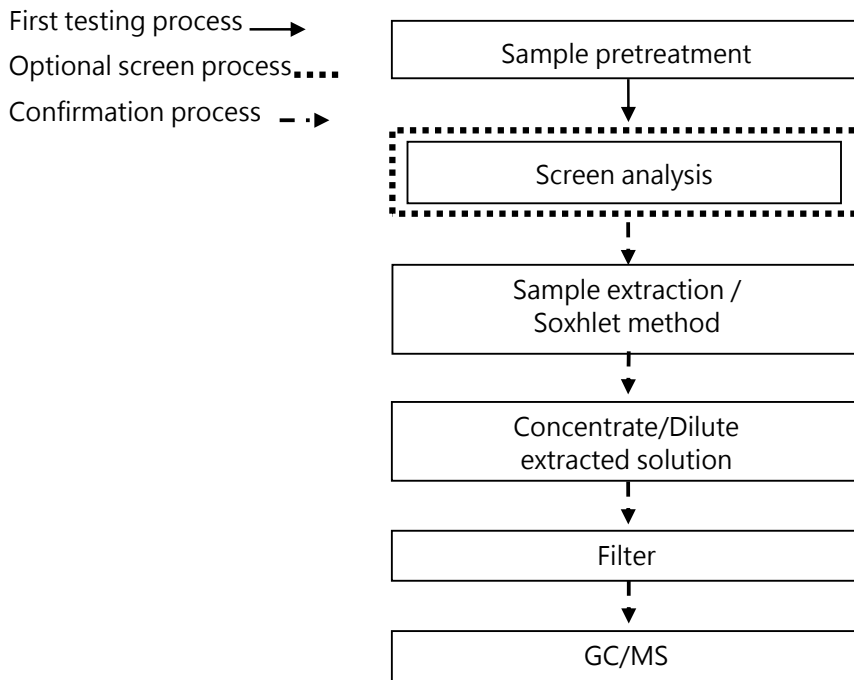 First testing process
Optional screen process
Confirmation process
Sample pretreatment
Screen analysis
Sample extraction /
Soxhlet method
Concentrate/Dilute
extracted solution
Filter
GC/MS